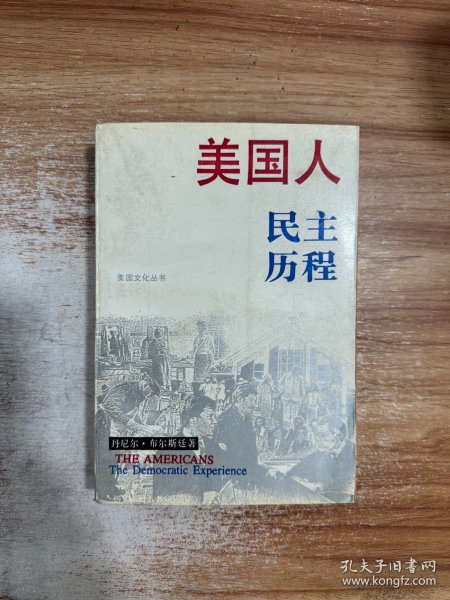 美国人
民主
历程
美国文化丛书
丹尼尔·布尔斯廷著
THE AMERICANS
The Democratic Experience
孔夫子旧书网
www.kongfz.com